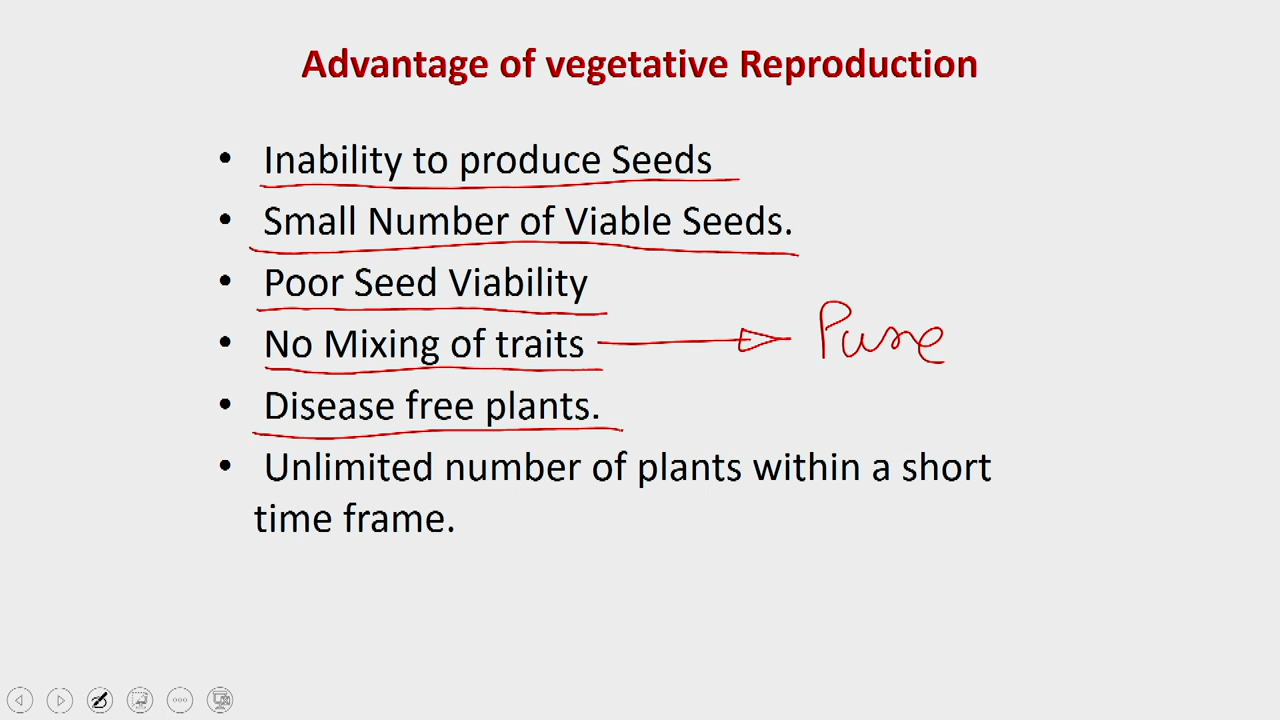 Advantage of vegetative Reproduction
• Inability to produce Seeds
• Small Number of Viable Seeds.
• Poor Seed Viability
• No Mixing of traits → Pure
• Disease free plants.
• Unlimited number of plants within a short
time frame.